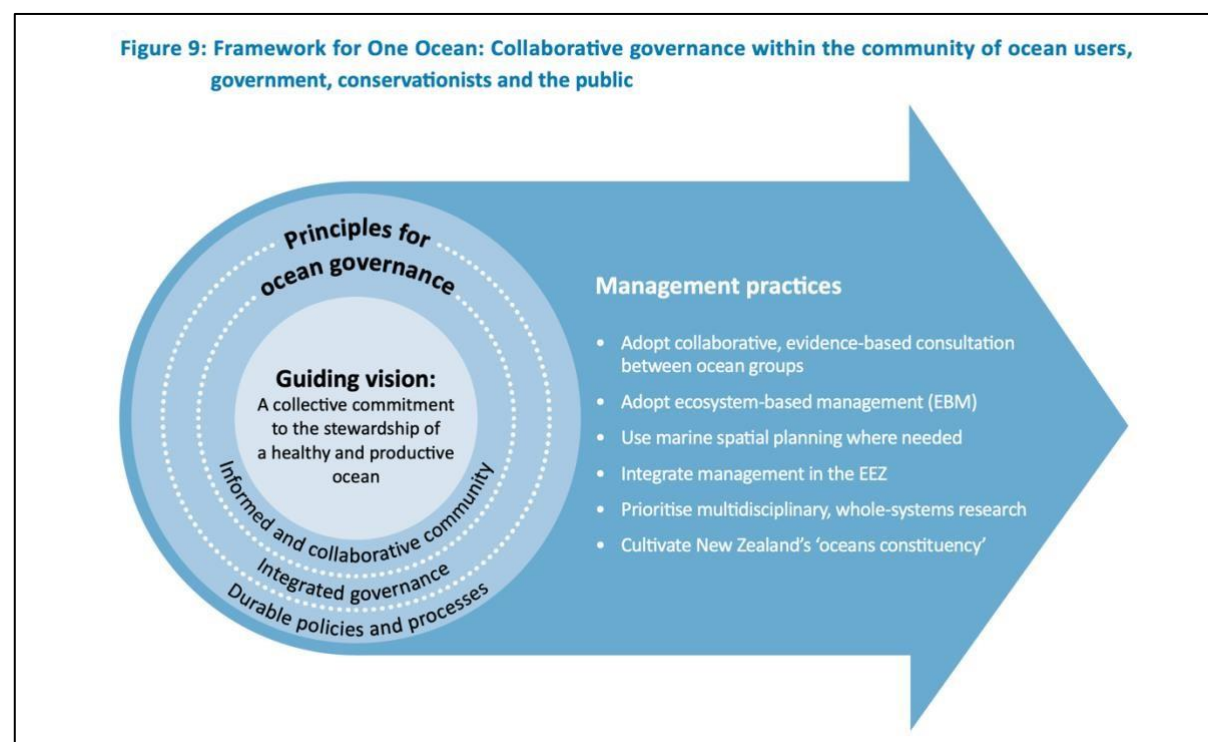 Figure 9: Framework for One Ocean: Collaborative governance within the community of ocean users,
government, conservationists and the public
Principles for
ocean governance
Guiding vision:
A collective commitment
to the stewardship of
a healthy and productive
ocean
Informed and collaborative community
Integrated governance
Durable policies and processes
Management practices
• Adopt collaborative, evidence-based consultation
between ocean groups
• Adopt ecosystem-based management (EBM)
• Use marine spatial planning where needed
• Integrate management in the EEZ
• Prioritise multidisciplinary, whole-systems research
• Cultivate New Zealand's ‘oceans constituency’